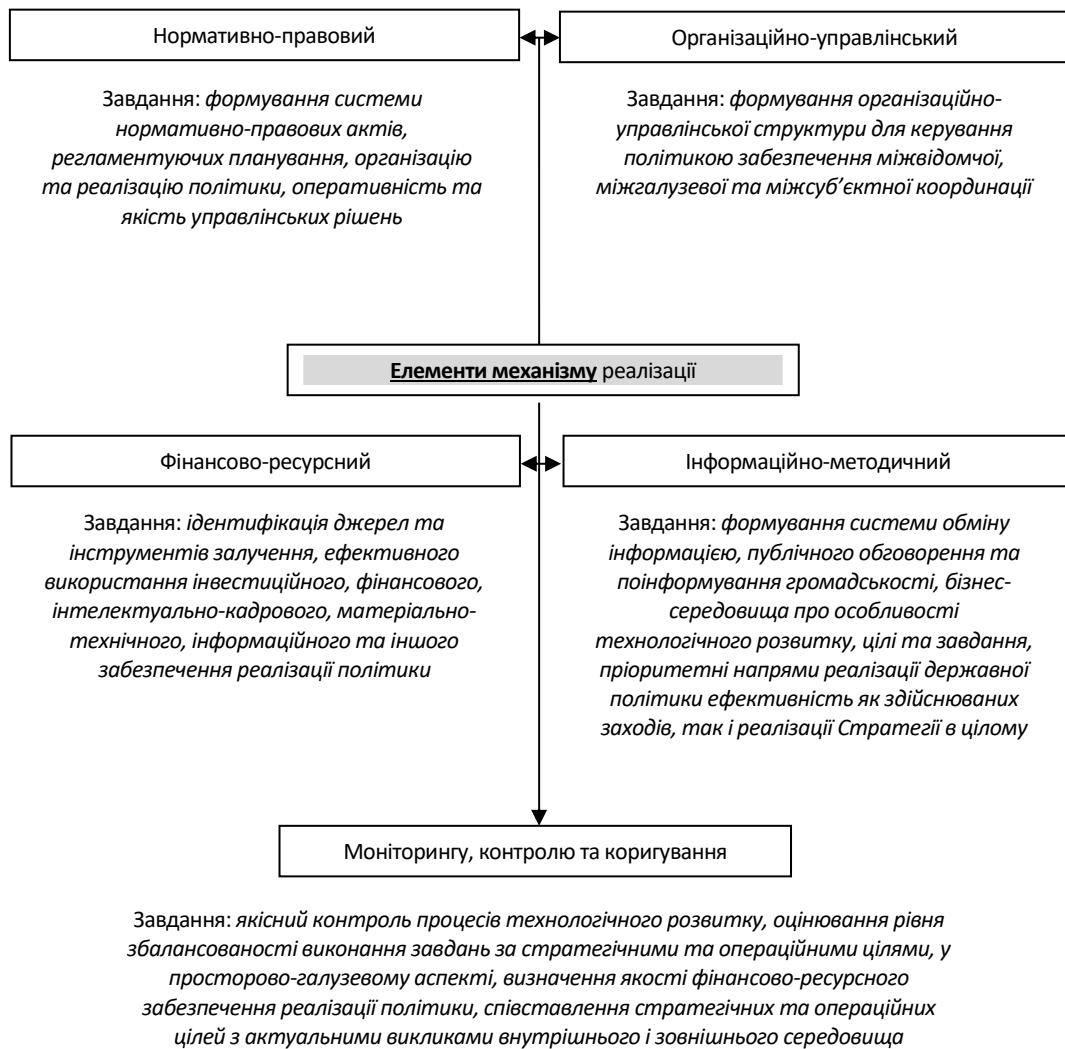 Нормативно-правовий
Завдання: формування системи
нормативно-правових актів,
регламентуючих планування, організацію
та реалізацію політики, оперативність та
якість управлінських рішень
Організаційно-управлінський
Завдання: формування організаційно-
управлінської структури для керування
політикою забезпечення міжвідомчої,
міжгалузевої та міжсуб’єктної координації
Елементи механізму реалізації
Фінансово-ресурсний
Завдання: ідентифікація джерел та
інструментів залучення, ефективного
використання інвестиційного, фінансового,
інтелектуально-кадрового, матеріально-
технічного, інформаційного та іншого
забезпечення реалізації політики
Інформаційно-методичний
Завдання: формування системи обміну
інформацією, публічного обговорення та
поінформування громадськості, бізнес-
середовища про особливості
технологічного розвитку, цілі та завдання,
пріоритетні напрями реалізації державної
політики ефективність як здійснюваних
заходів, так і реалізації Стратегії в цілому
Моніторингу, контролю та коригування
Завдання: якісний контроль процесів технологічного розвитку, оцінювання рівня
збалансованості виконання завдань за стратегічними та операційними цілями, у
просторово-галузевому аспекті, визначення якості фінансово-ресурсного
забезпечення реалізації політики, співставлення стратегічних та операційних
цілей з актуальними викликами внутрішнього і зовнішнього середовища